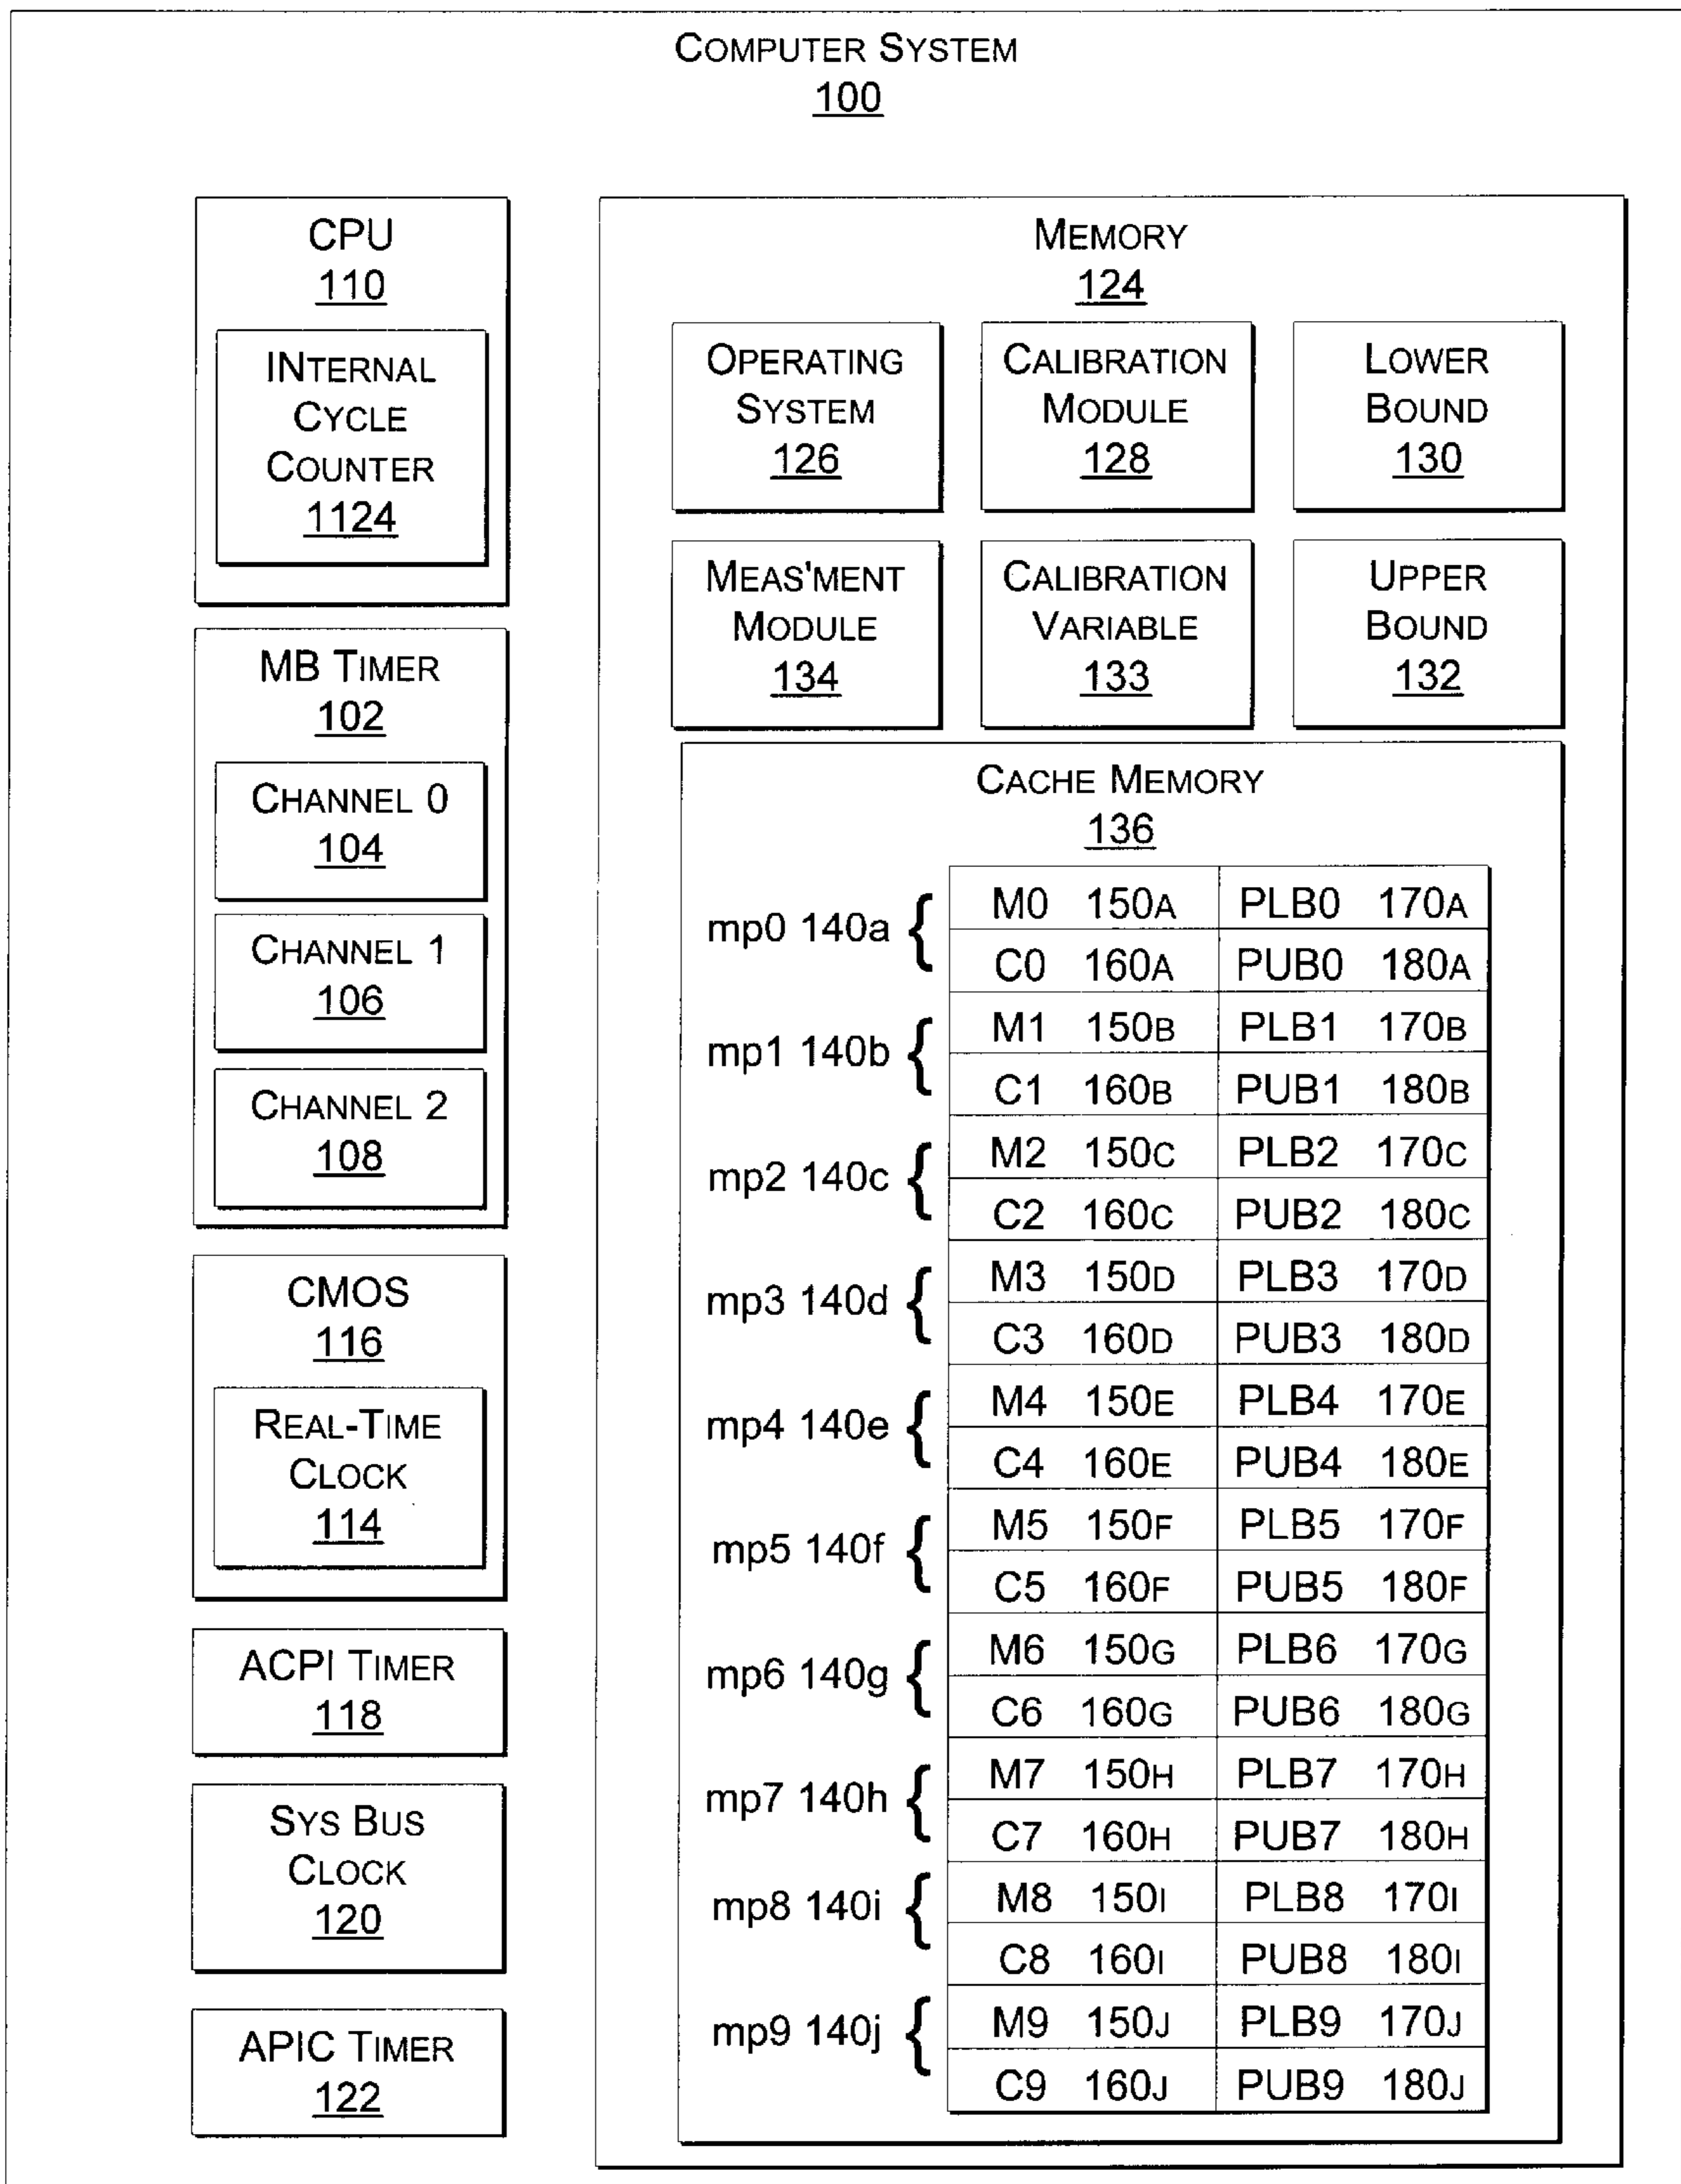 COMPUTER SYSTEM
100
CPU
110
INTERNAL
CYCLE
COUNTER
1124
MB TIMER
102
CHANNEL 0
104
CHANNEL 1
106
CHANNEL 2
108
CMOS
116
REAL-TIME
CLOCK
114
ACPI TIMER
118
SYS BUS
CLOCK
120
APIC TIMER
122
MEMORY
124
OPERATING
SYSTEM
126
CALIBRATION
MODULE
128
LOWER
BOUND
130
MEAS'MENT
MODULE
134
CALIBRATION
VARIABLE
133
UPPER
BOUND
132
CACHE MEMORY
136
mp0 140a {
M0 150A PLB0 170A
C0 160A PUB0 180A
mp1 140b {
M1 150B PLB1 170B
C1 160B PUB1 180B
mp2 140c {
M2 150C PLB2 170C
C2 160C PUB2 180C
mp3 140d {
M3 150D PLB3 170D
C3 160D PUB3 180D
mp4 140e {
M4 150E PLB4 170E
C4 160E PUB4 180E
mp5 140f {
M5 150F PLB5 170F
C5 160F PUB5 180F
mp6 140g {
M6 150G PLB6 170G
C6 160G PUB6 180G
mp7 140h {
M7 150H PLB7 170H
C7 160H PUB7 180H
mp8 140i {
M8 150I PLB8 170I
C8 160I PUB8 180I
mp9 140j {
M9 150J PLB9 170J
C9 160J PUB9 180J